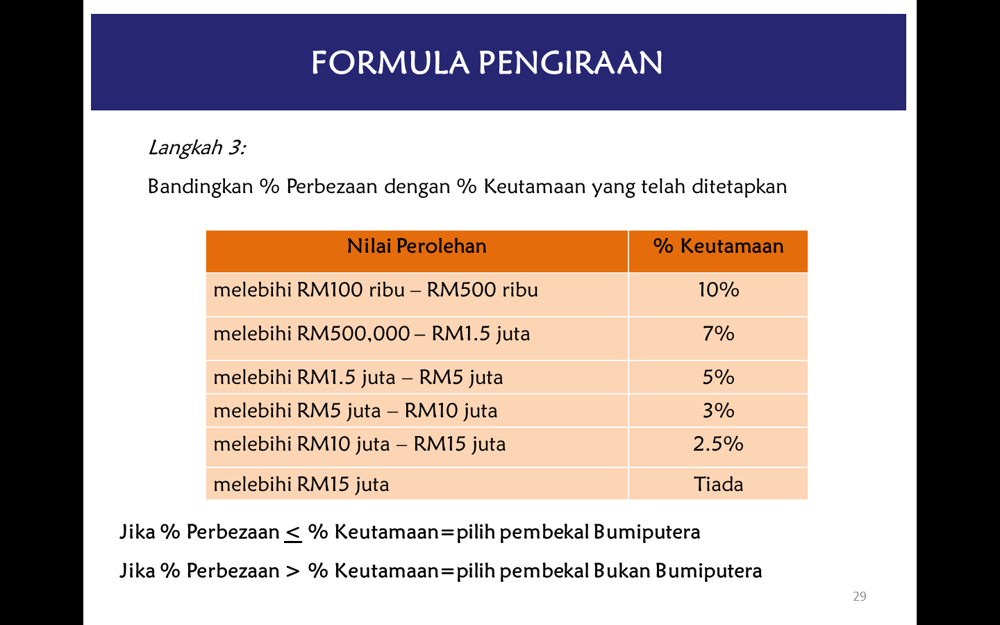 FORMULA PENGIRAAN
Langkah 3:
Bandingkan % Perbezaan dengan % Keutamaan yang telah ditetapkan
Nilai Perolehan % Keutamaan
melebihi RM100 ribu – RM500 ribu 10%
melebihi RM500,000 – RM1.5 juta 7%
melebihi RM1.5 juta – RM5 juta 5%
melebihi RM5 juta – RM10 juta 3%
melebihi RM10 juta – RM15 juta 2.5%
melebihi RM15 juta Tiada
Jika % Perbezaan < % Keutamaan=pilih pembekal Bumiputera
Jika % Perbezaan > % Keutamaan=pilih pembekal Bukan Bumiputera
29